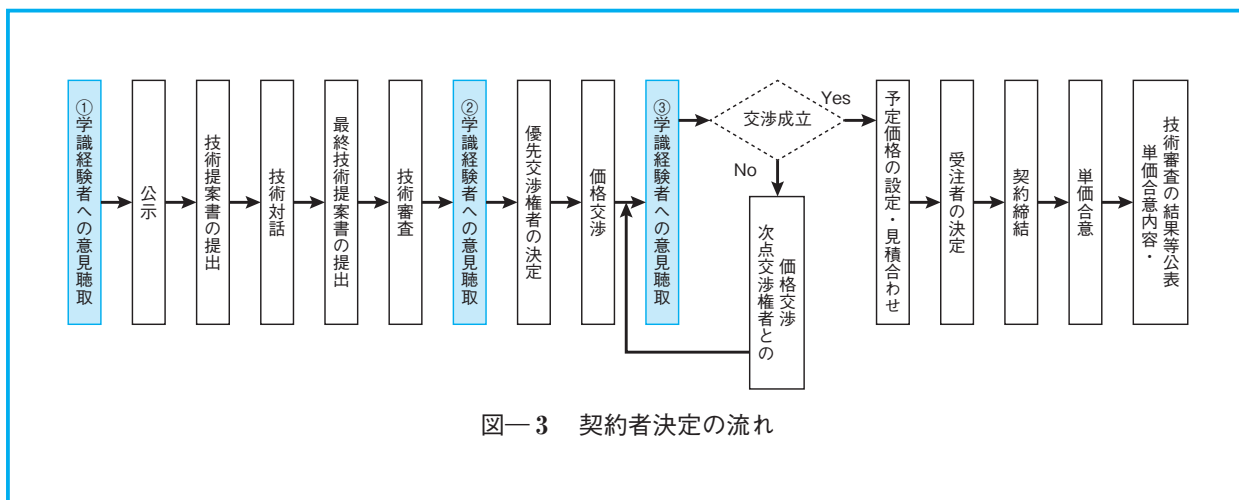 ①学識経験者への意見聴取
公示
技術提案書の提出
技術対話
最終技術提案書の提出
技術審査
②学識経験者への意見聴取
優先交渉権者の決定
価格交渉
③学識経験者への意見聴取
交渉成立
Yes
No
次点交渉権者との
価格交渉
予定価格の設定・見積合わせ
受注者の決定
契約締結
単価合意
単価合意内容・
技術審査の結果等公表
図―3 契約者決定の流れ